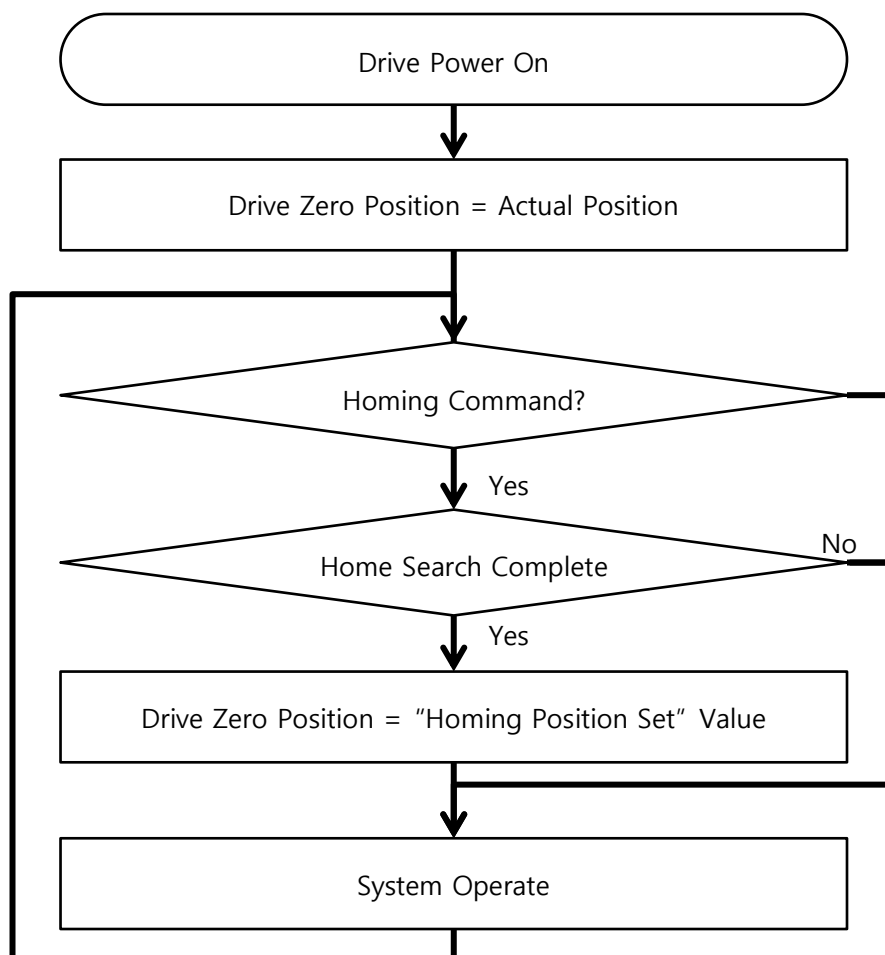 Drive Power On
Drive Zero Position = Actual Position
Homing Command?
Yes
No
Home Search Complete
Yes
Drive Zero Position = “Homing Position Set” Value
System Operate